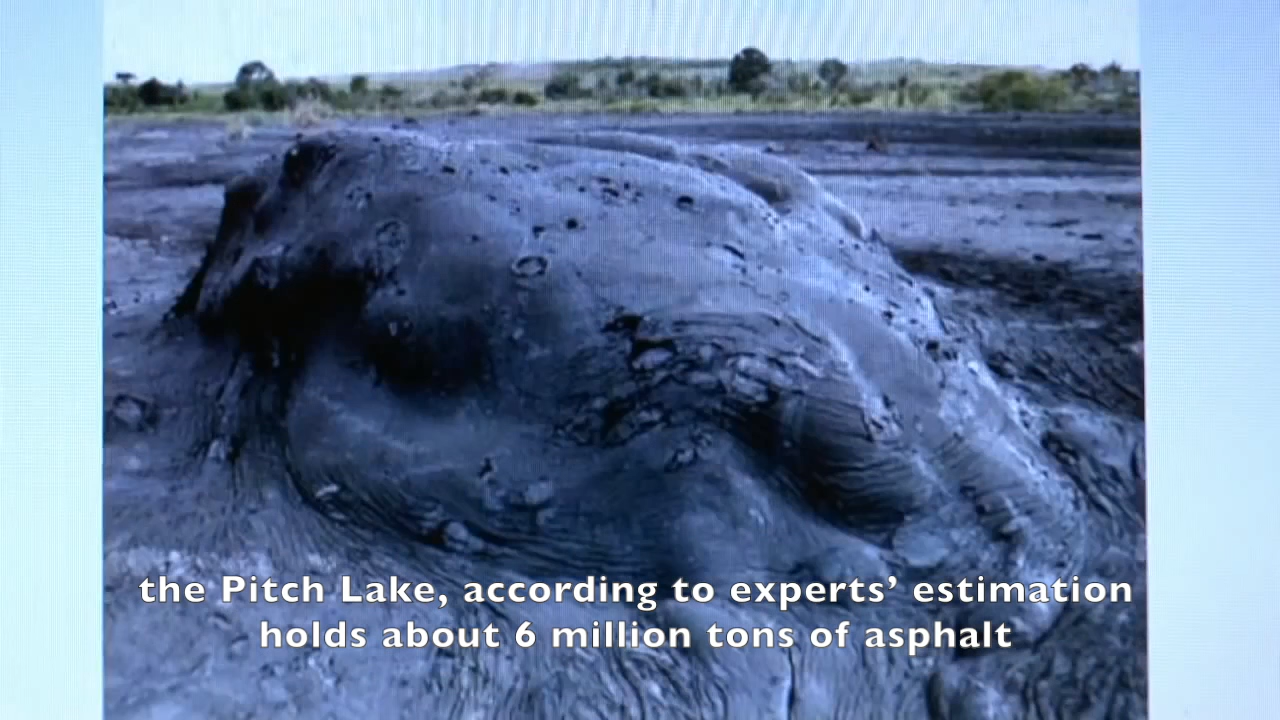 the Pitch Lake, according to experts’ estimation
holds about 6 million tons of asphalt